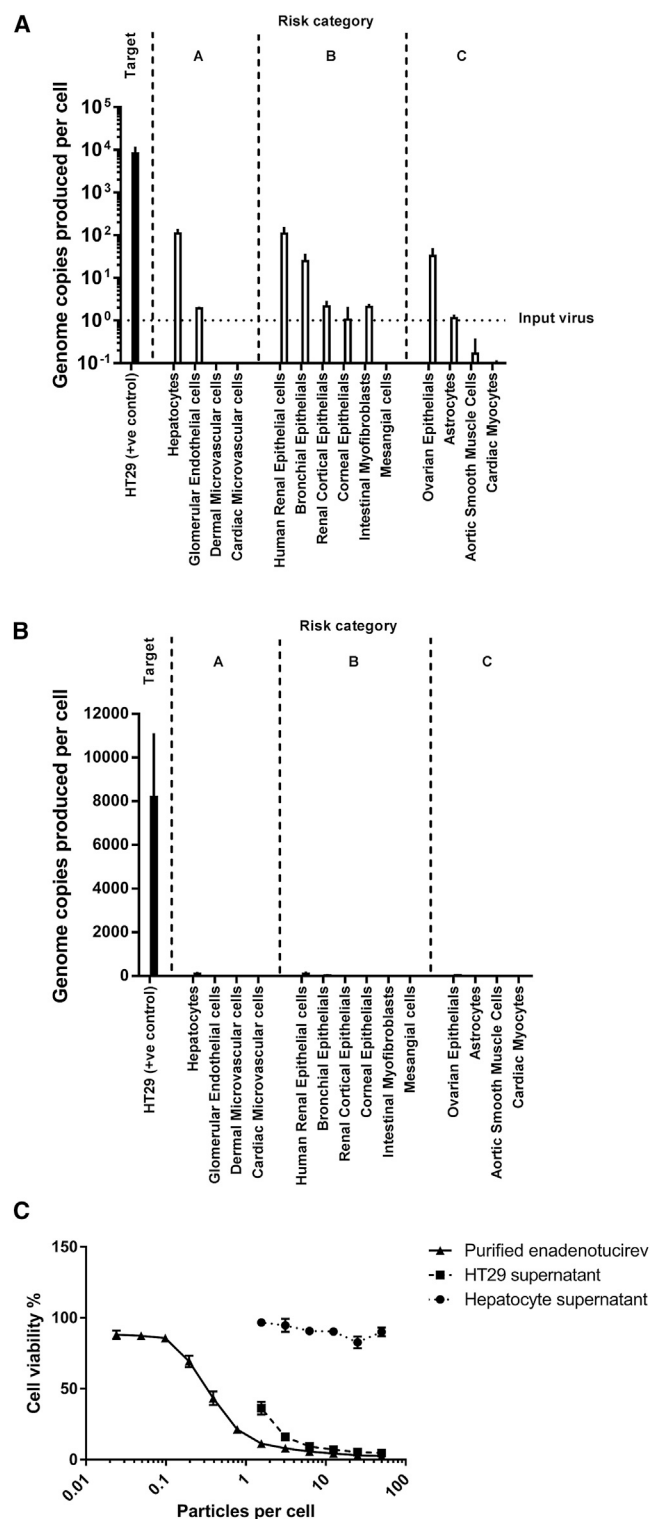 A
Risk category
Target
A
B
C
Genome copies produced per cell
10^5
10^4
10^3
10^2
10^1
10^0
10^-1
Input virus
HT29 (+ve control)
Hepatocytes
Glomerular Endothelial cells
Dermal Microvascular cells
Cardiac Microvascular cells
Human Renal Epithelial cells
Bronchial Epithelials
Renal Cortical Epithelials
Corneal Epithelials
Intestinal Myofibroblasts
Mesangial cells
Ovarian Epithelials
Astrocytes
Aortic Smooth Muscle Cells
Cardiac Myocytes
B
Risk category
Target
A
B
C
Genome copies produced per cell
12000
10000
8000
6000
4000
2000
0
HT29 (+ve control)
Hepatocytes
Glomerular Endothelial cells
Dermal Microvascular cells
Cardiac Microvascular cells
Human Renal Epithelial cells
Bronchial Epithelials
Renal Cortical Epithelials
Corneal Epithelials
Intestinal Myofibroblasts
Mesangial cells
Ovarian Epithelials
Astrocytes
Aortic Smooth Muscle Cells
Cardiac Myocytes
C
Cell viability %
150
100
50
0
0.01
0.1
1
10
100
Particles per cell
Purified enadenotucirev
HT29 supernatant
Hepatocyte supernatant